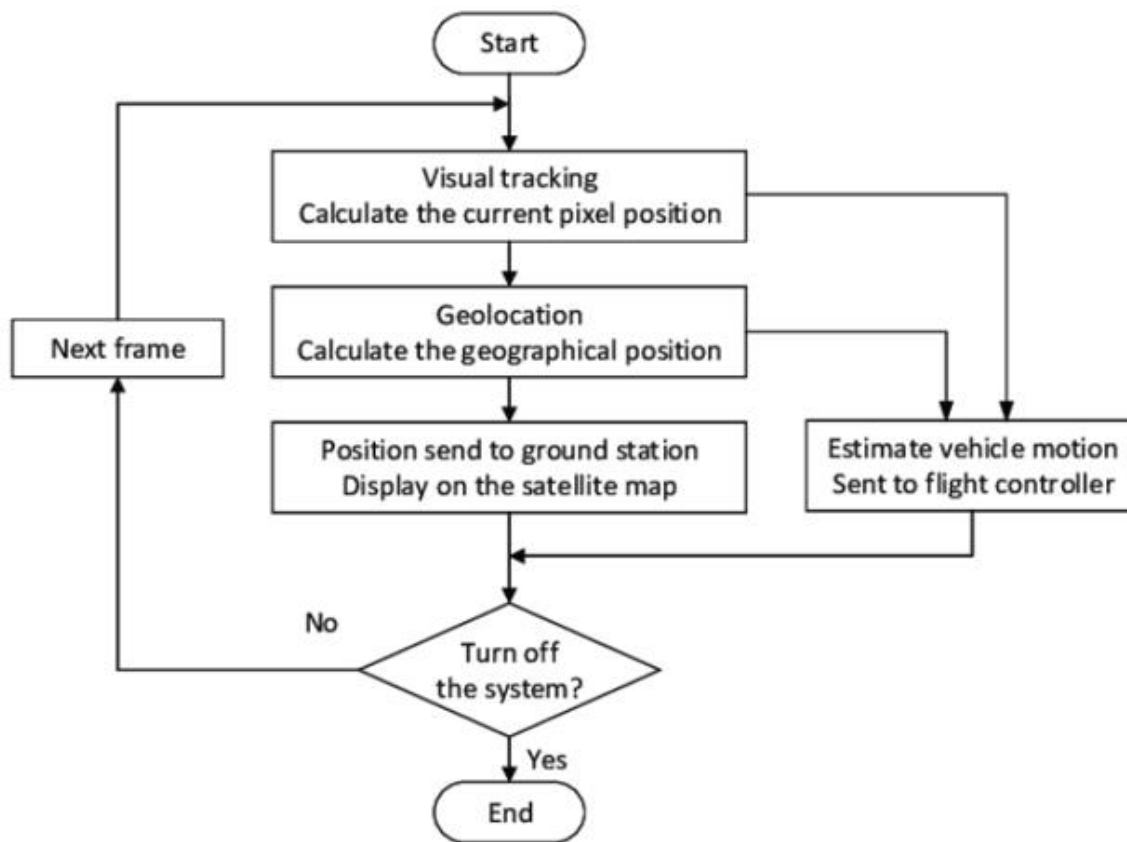 Start
Visual tracking
Calculate the current pixel position
Geolocation
Calculate the geographical position
Next frame
Position send to ground station
Display on the satellite map
Estimate vehicle motion
Sent to flight controller
No
Turn off
the system?
Yes
End